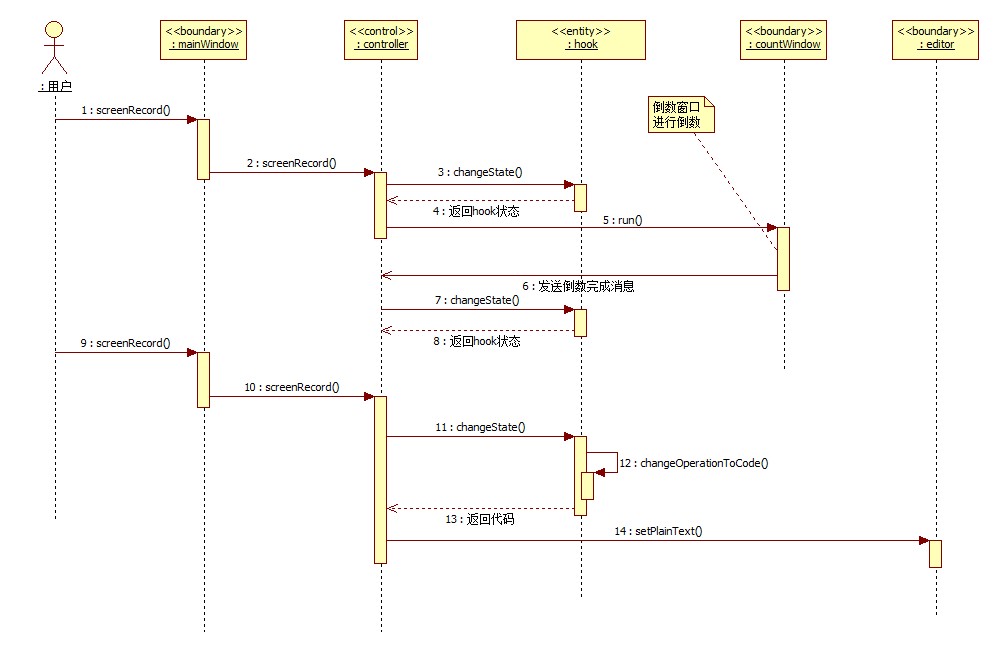 <<boundary>>
: mainWindow
<<control>>
: controller
<<entity>>
: hook
<<boundary>>
: countWindow
<<boundary>>
: editor
: 用户
倒数窗口
进行倒数
1 : screenRecord()
2 : screenRecord()
3 : changeState()
4 : 返回hook状态
5 : run()
6 : 发送倒数完成消息
7 : changeState()
8 : 返回hook状态
9 : screenRecord()
10 : screenRecord()
11 : changeState()
12 : changeOperationToCode()
13 : 返回代码
14 : setPlainText()